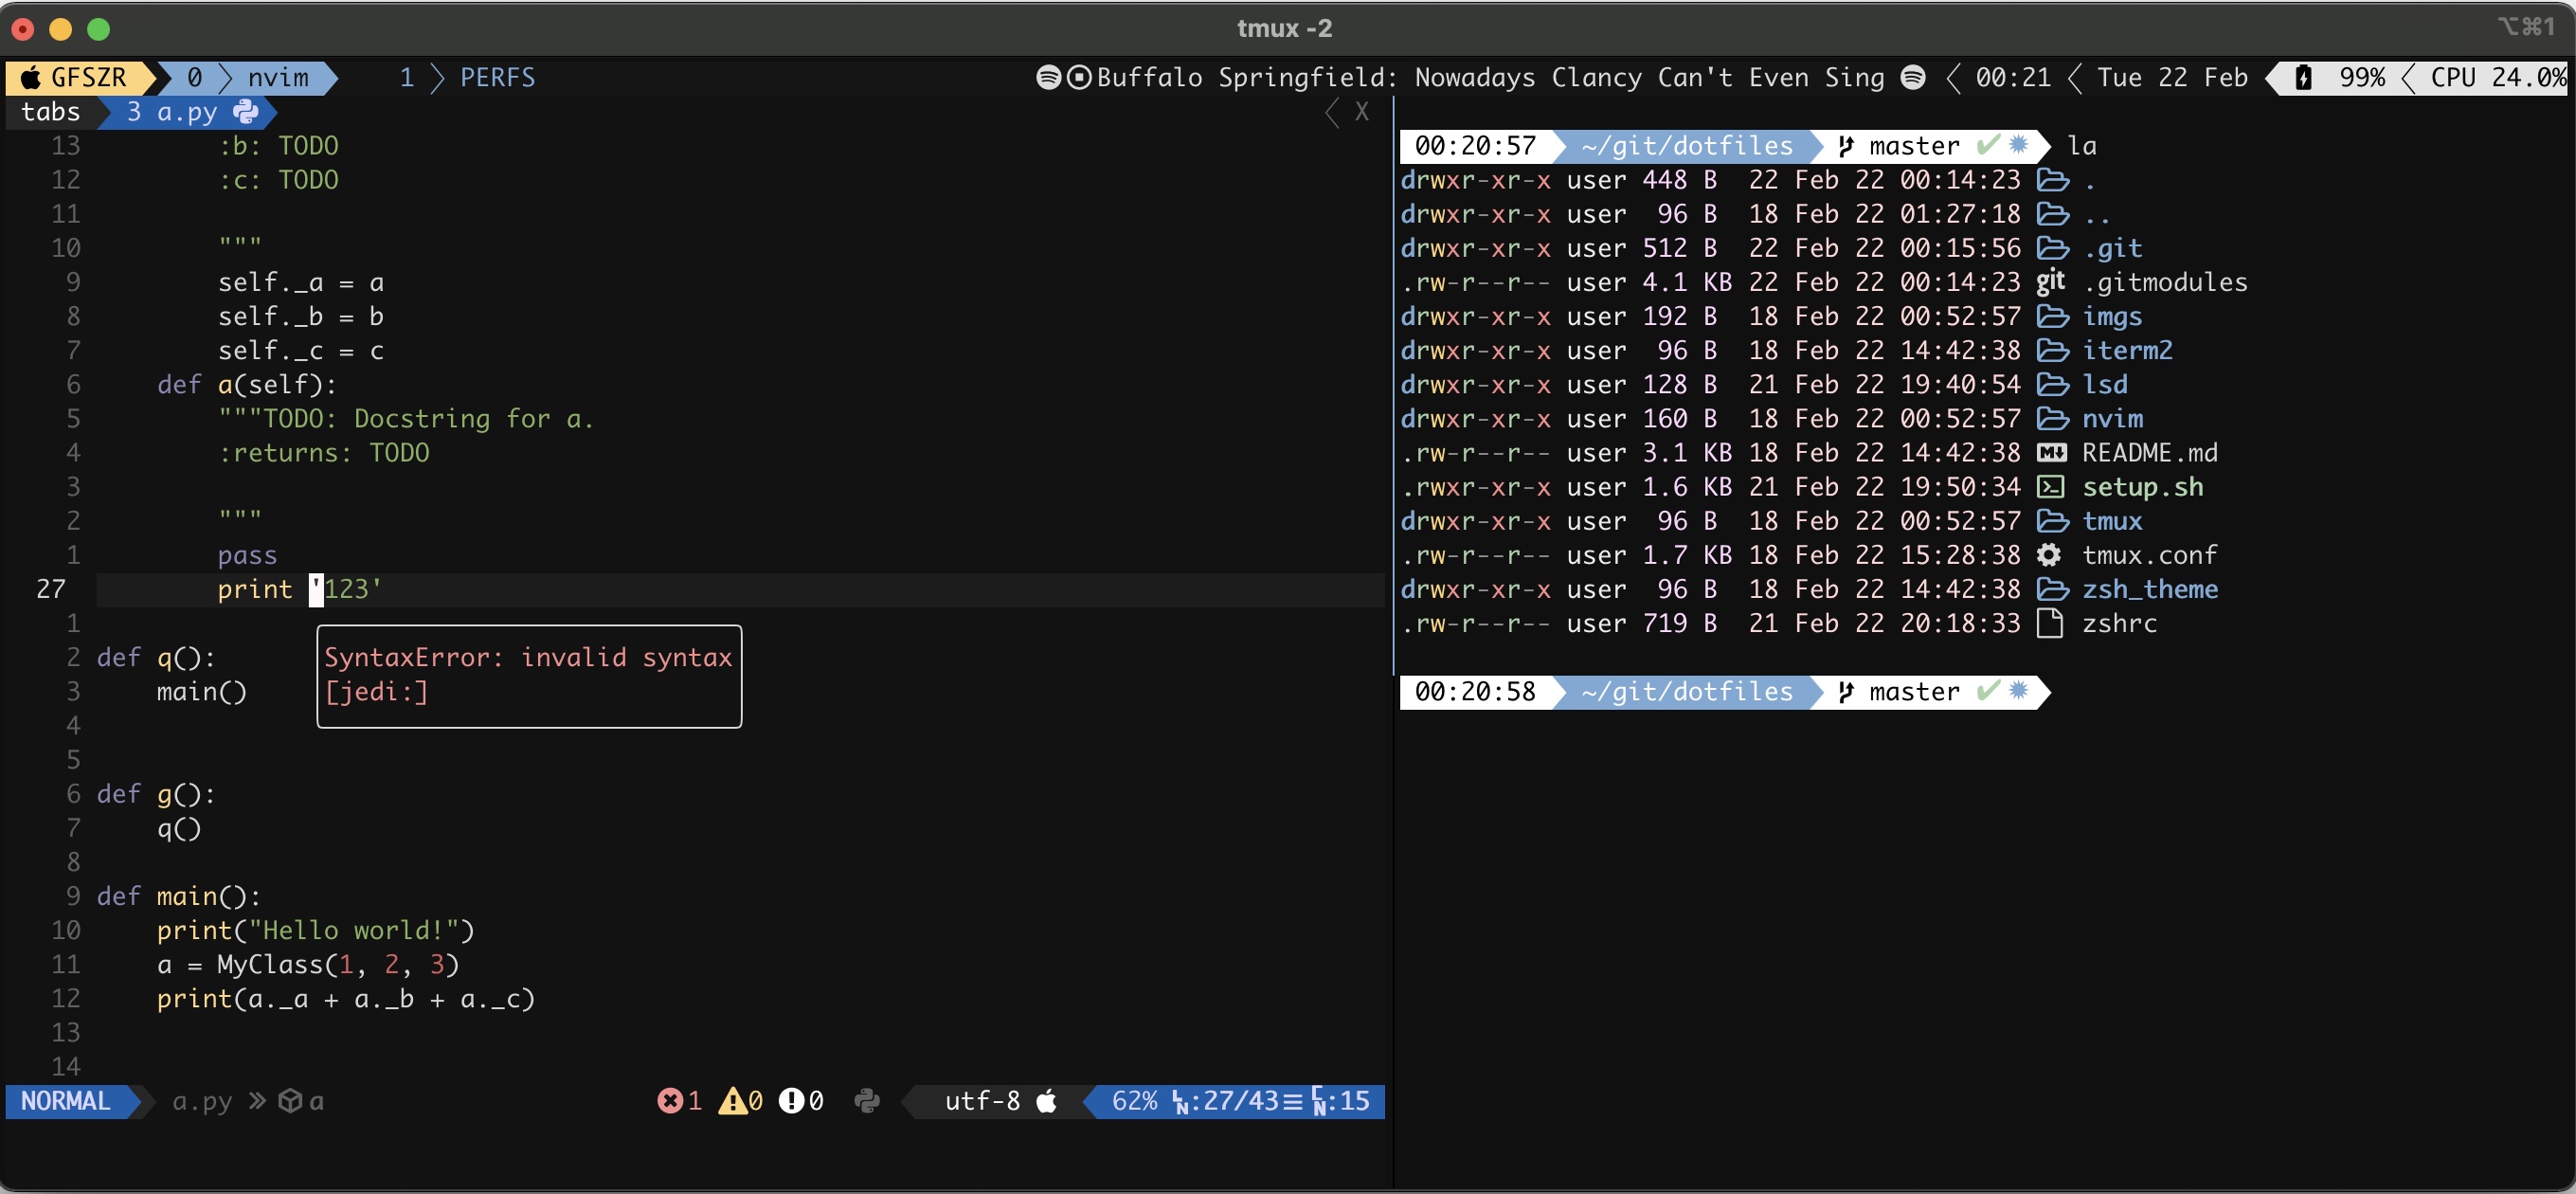 tmux -2
⌥⌘1
GFSZR 0 nvim 1 PERFS
Buffalo Springfield: Nowadays Clancy Can't Even Sing 00:21 Tue 22 Feb 99% CPU 24.0%
tabs 3 a.py X
13 :b: TODO
12 :c: TODO
11
10 """
9 self._a = a
8 self._b = b
7 self._c = c
6 def a(self):
5 """TODO: Docstring for a.
4 :returns: TODO
3
2 """
1 pass
27 print '123'
1
2 def q():
3 main()
4
5
6 def g():
7 q()
8
9 def main():
10 print("Hello world!")
11 a = MyClass(1, 2, 3)
12 print(a._a + a._b + a._c)
13
14
SyntaxError: invalid syntax
[jedi:]
NORMAL a.py » a 1 0 0 utf-8 62% LN:27/43≡ CN:15
00:20:57 ~/git/dotfiles master ✔ ✹ la
drwxr-xr-x user 448 B 22 Feb 22 00:14:23 .
drwxr-xr-x user 96 B 18 Feb 22 01:27:18 ..
drwxr-xr-x user 512 B 22 Feb 22 00:15:56 .git
.rw-r--r-- user 4.1 KB 22 Feb 22 00:14:23 git .gitmodules
drwxr-xr-x user 192 B 18 Feb 22 00:52:57 imgs
drwxr-xr-x user 96 B 18 Feb 22 14:42:38 iterm2
drwxr-xr-x user 128 B 21 Feb 22 19:40:54 lsd
drwxr-xr-x user 160 B 18 Feb 22 00:52:57 nvim
.rw-r--r-- user 3.1 KB 18 Feb 22 14:42:38 README.md
.rwxr-xr-x user 1.6 KB 21 Feb 22 19:50:34 setup.sh
drwxr-xr-x user 96 B 18 Feb 22 00:52:57 tmux
.rw-r--r-- user 1.7 KB 18 Feb 22 15:28:38 tmux.conf
drwxr-xr-x user 96 B 18 Feb 22 14:42:38 zsh_theme
.rw-r--r-- user 719 B 21 Feb 22 20:18:33 zshrc
00:20:58 ~/git/dotfiles master ✔ ✹